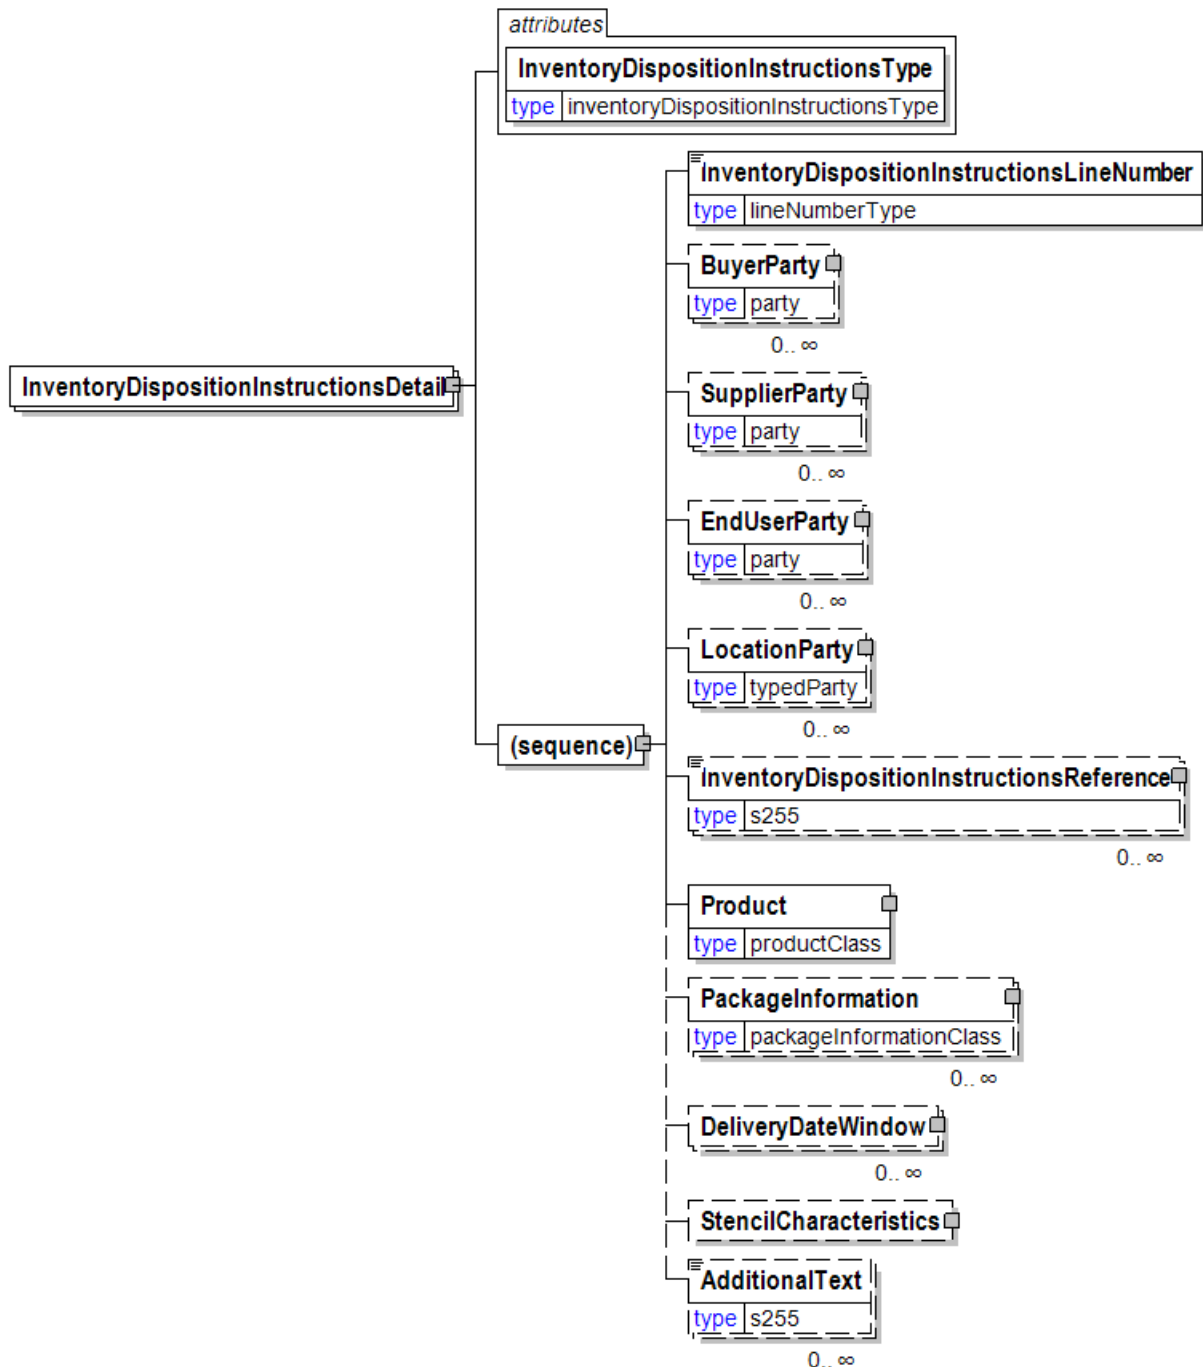 attributes
InventoryDispositionInstructionsType
type inventoryDispositionInstructionsType
InventoryDispositionInstructionsLineNumber
type lineNumberType
BuyerParty
type party
0.. ∞
InventoryDispositionInstructionsDetail
SupplierParty
type party
0.. ∞
EndUserParty
type party
0.. ∞
LocationParty
type typedParty
0.. ∞
(sequence)
InventoryDispositionInstructionsReference
type s255
0.. ∞
Product
type productClass
PackageInformation
type packageInformationClass
0.. ∞
DeliveryDateWindow
0.. ∞
StencilCharacteristics
AdditionalText
type s255
0.. ∞